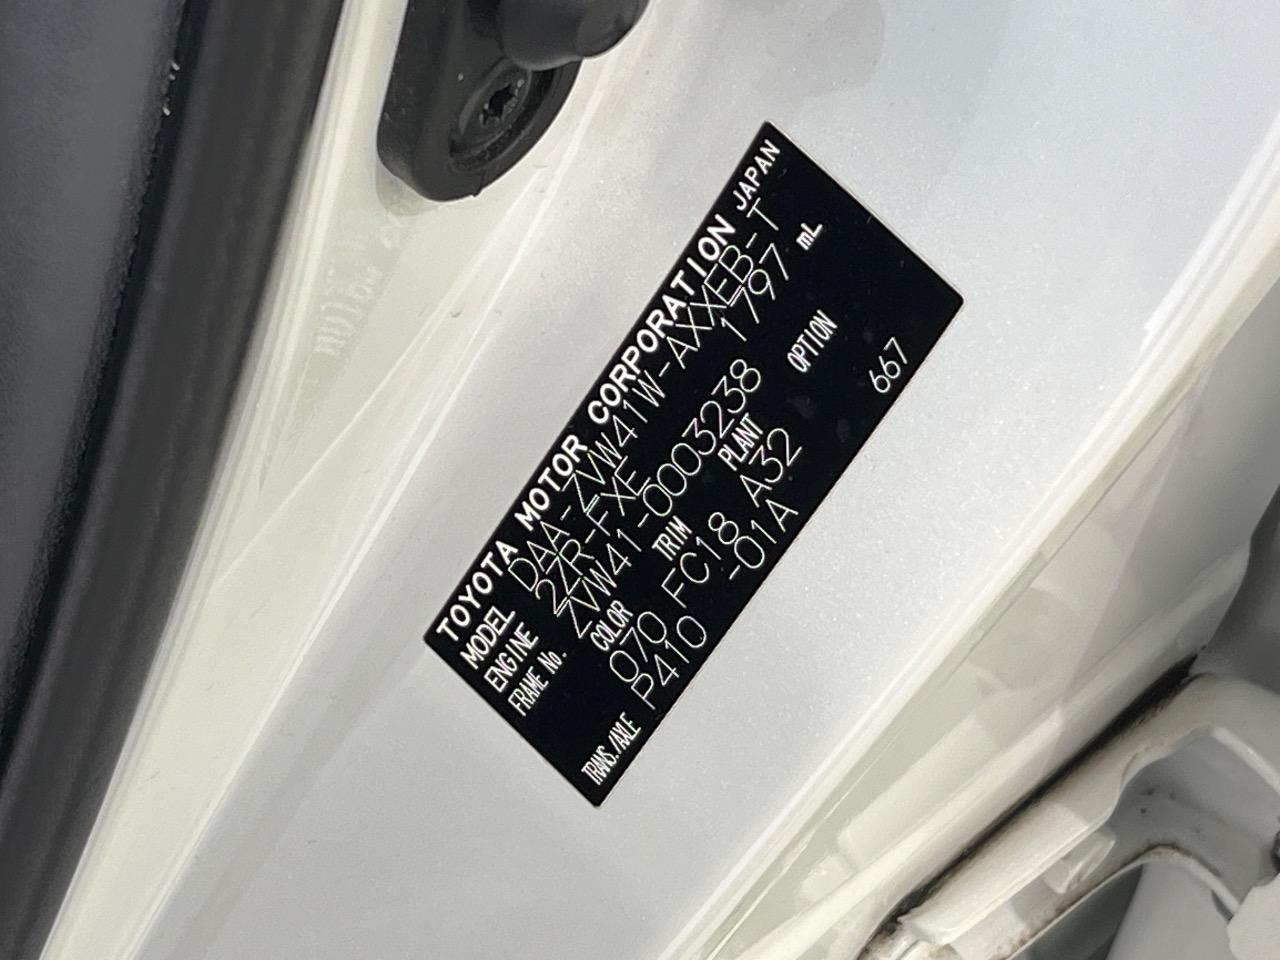 TOYOTA MOTOR CORPORATION JAPAN
MODEL DAA-ZVW41W-AXXEB-T
ENGINE 2ZR-FXE 1797 mL
FRAME No. ZVW41-0003238
COLOR TRIM PLANT OPTION
070 FC18 A32 667
TRANS./AXLE P410 -01A